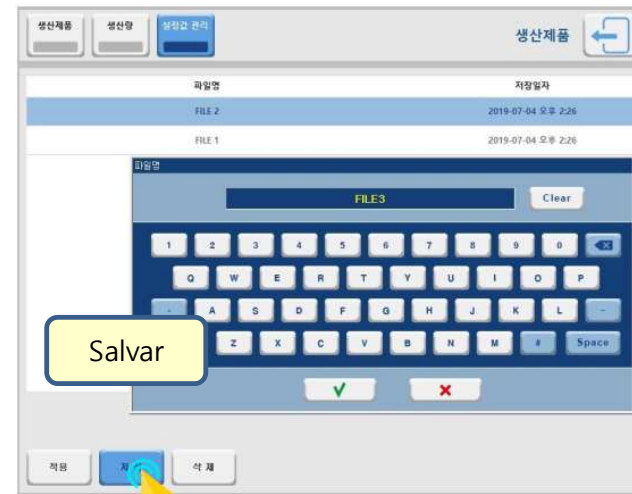 생산제품 생산량 설정값 관리 생산제품
파일명 저장일자
FILE 2 2019-07-04 오후 2:26
FILE 1 2019-07-04 오후 2:26
파일명
FILE3 Clear
1 2 3 4 5 6 7 8 9 0
Q W E R T Y U I O P
- A S D F G H J K L ~
Salvar
Z X C V B N M # Space
적용 삭제